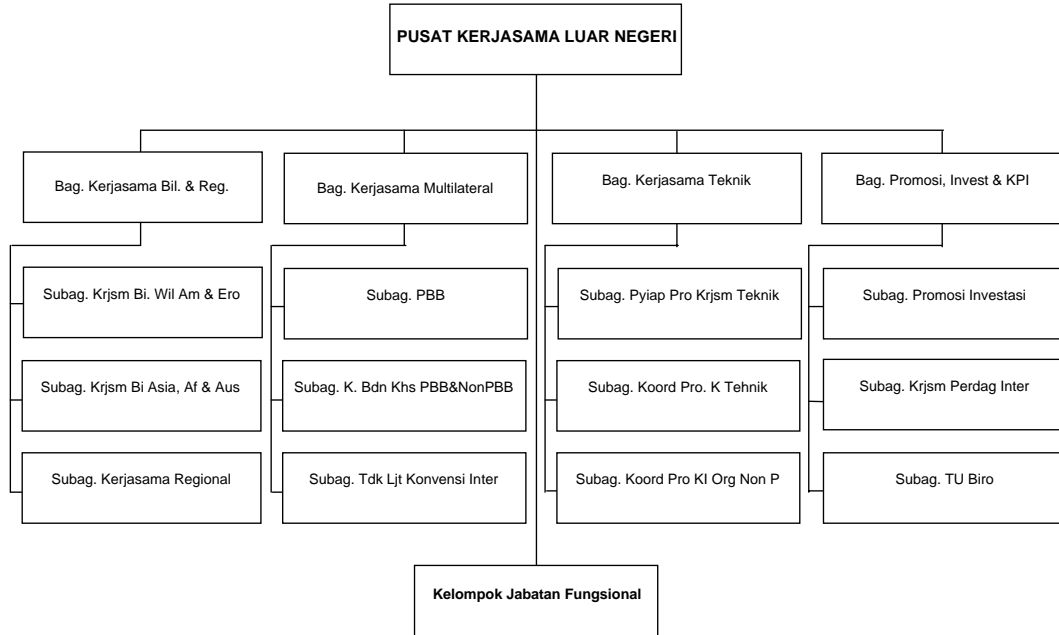 PUSAT KERJASAMA LUAR NEGERI
Bag. Kerjasama Bil. & Reg.
Bag. Kerjasama Multilateral
Bag. Kerjasama Teknik
Bag. Promosi, Invest & KPI
Subag. Krjsm Bi. Wil Am & Ero
Subag. PBB
Subag. Pyiap Pro Krjsm Teknik
Subag. Promosi Investasi
Subag. Krjsm Bi Asia, Af & Aus
Subag. K. Bdn Khs PBB&NonPBB
Subag. Koord Pro. K Tehnik
Subag. Krjsm Perdag Inter
Subag. Kerjasama Regional
Subag. Tdk Ljt Konvensi Inter
Subag. Koord Pro KI Org Non P
Subag. TU Biro
Kelompok Jabatan Fungsional